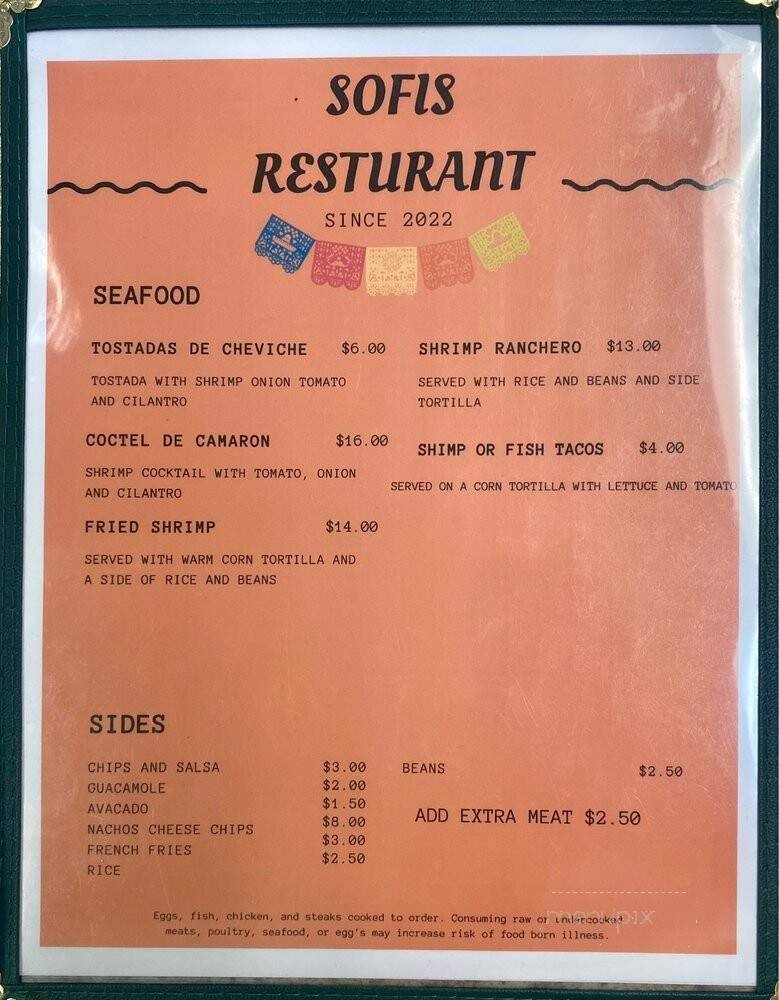 SOFIS
RESTURANT
SINCE 2022
SEAFOOD
TOSTADAS DE CHEVICHE $6.00
TOSTADA WITH SHRIMP ONION TOMATO
AND CILANTRO
COCTEL DE CAMARON $16.00
SHRIMP COCKTAIL WITH TOMATO, ONION
AND CILANTRO
FRIED SHRIMP $14.00
SERVED WITH WARM CORN TORTILLA AND
A SIDE OF RICE AND BEANS
SHRIMP RANCHERO $13.00
SERVED WITH RICE AND BEANS AND SIDE
TORTILLA
SHIMP OR FISH TACOS $4.00
SERVED ON A CORN TORTILLA WITH LETTUCE AND TOMATO
SIDES
CHIPS AND SALSA $3.00
GUACAMOLE $2.00
AVACADO $1.50
NACHOS CHEESE CHIPS $8.00
FRENCH FRIES $3.00
RICE $2.50
BEANS $2.50
ADD EXTRA MEAT $2.50
Eggs, fish, chicken, and steaks cooked to order. Consuming raw or undercooked
meats, poultry, seafood, or egg's may increase risk of food born illness.
menupix